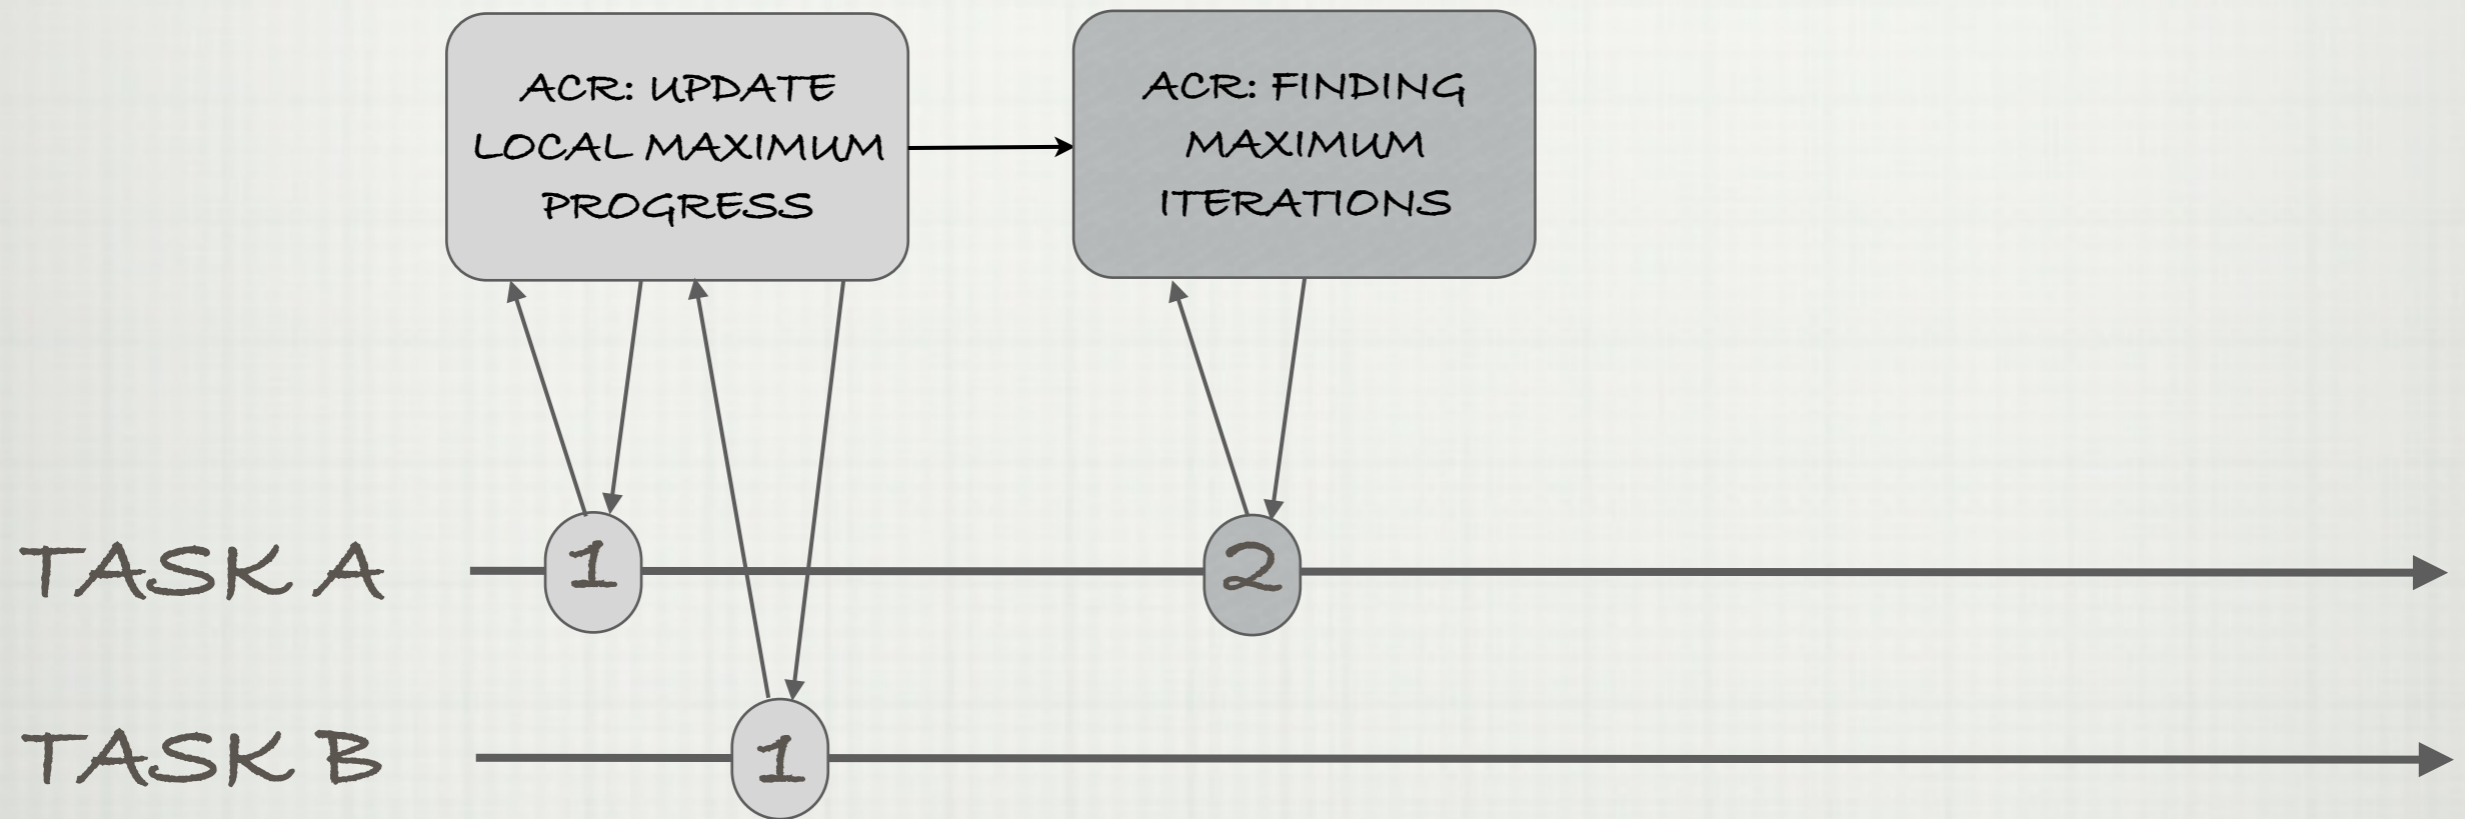 ACR: UPDATE
LOCAL MAXIMUM
PROGRESS
ACR: FINDING
MAXIMUM
ITERATIONS
TASK A
1
2
TASK B
1